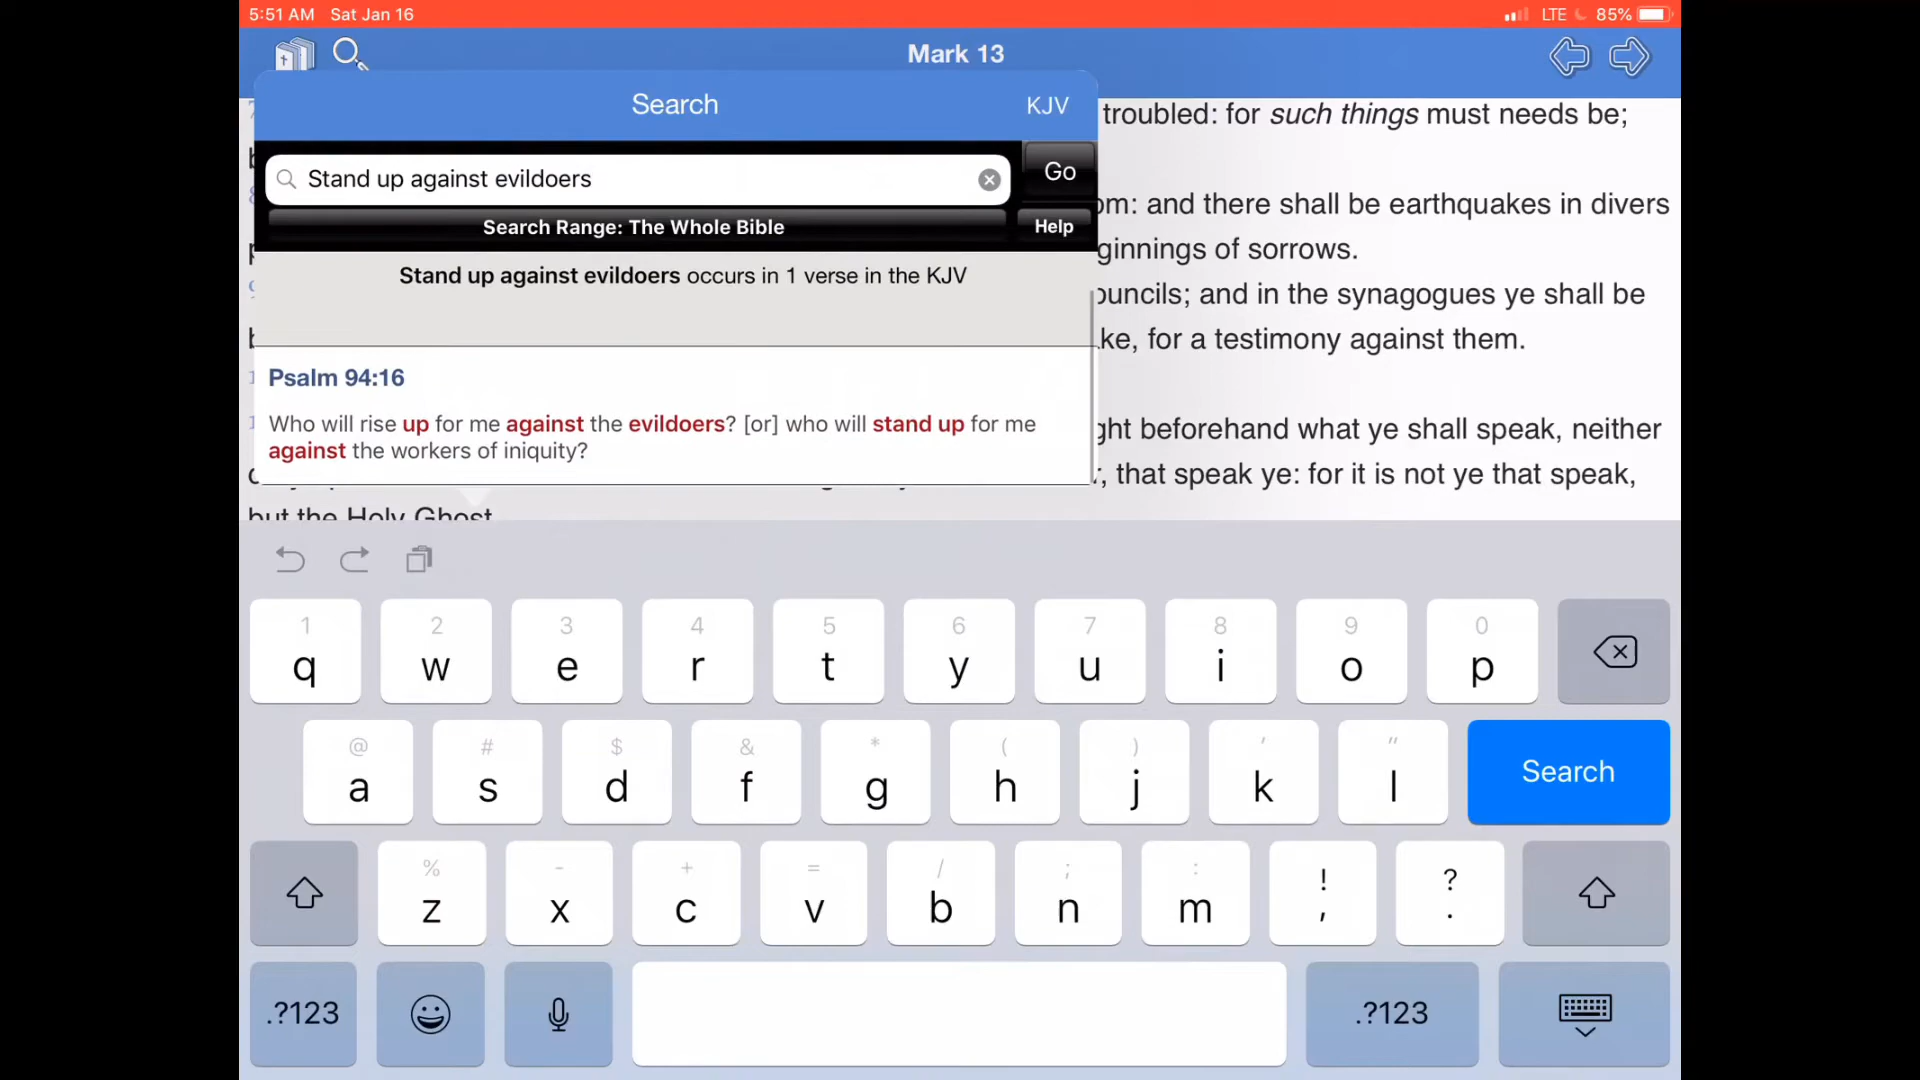 5:51 AM Sat Jan 16 LTE 85%
Mark 13
Search KJV
Stand up against evildoers Go
Search Range: The Whole Bible Help
Stand up against evildoers occurs in 1 verse in the KJV
Psalm 94:16
Who will rise up for me against the evildoers? [or] who will stand up for me
against the workers of iniquity?
troubled: for such things must needs be;
om: and there shall be earthquakes in divers
ginnings of sorrows.
ouncils; and in the synagogues ye shall be
ke, for a testimony against them.
ght beforehand what ye shall speak, neither
, that speak ye: for it is not ye that speak,
but the Holy Ghost
1 2 3 4 5 6 7 8 9 0
q w e r t y u i o p
@ # $ & * ( ) ' "
a s d f g h j k l Search
% - + = / ; : ! ?
z x c v b n m , .
.?123 .?123